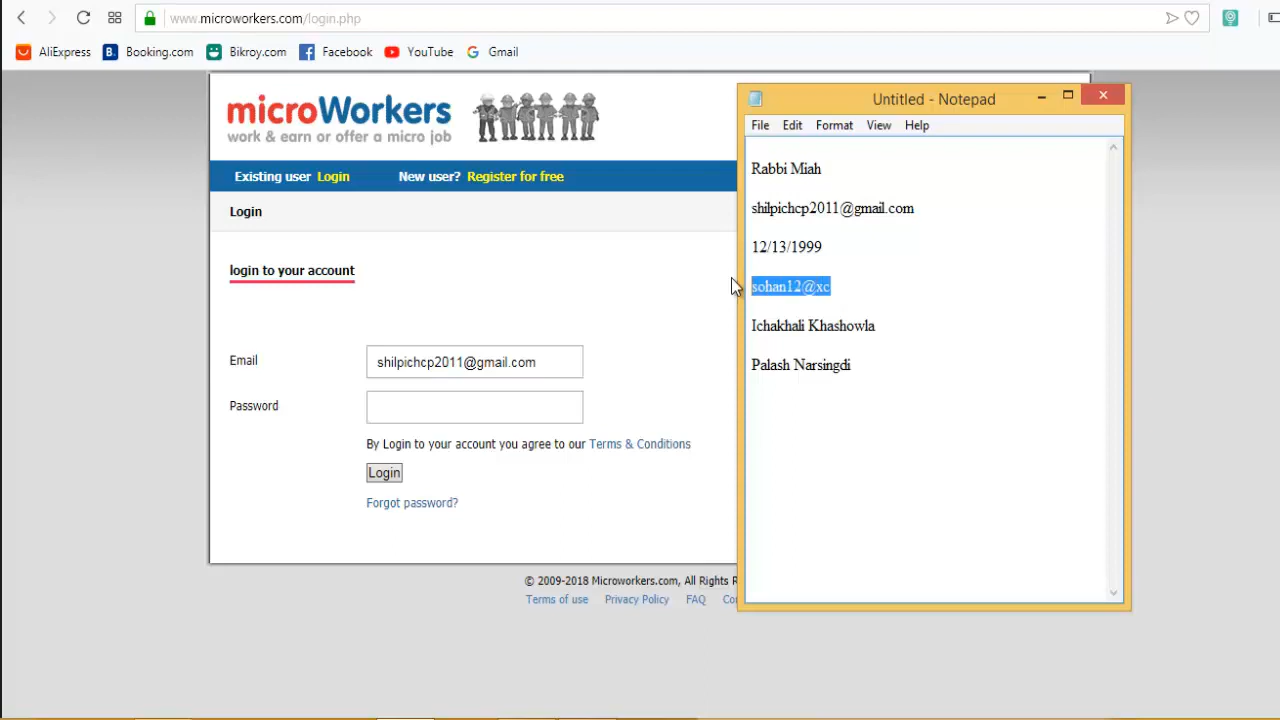 www.microworkers.com/login.php
AliExpress
B. Booking.com
Bikroy.com
Facebook
YouTube
G Gmail
microWorkers
work & earn or offer a micro job
Existing user Login
New user? Register for free
Login
login to your account
Email
shilpichcp2011@gmail.com
Password
By Login to your account you agree to our Terms & Conditions
Login
Forgot password?
© 2009-2018 Microworkers.com, All Rights R
Terms of use
Privacy Policy
FAQ
Untitled - Notepad
File Edit Format View Help
Rabbi Miah
shilpichcp2011@gmail.com
12/13/1999
sohan12@xc
Ichakhali Khashowla
Palash Narsingdi